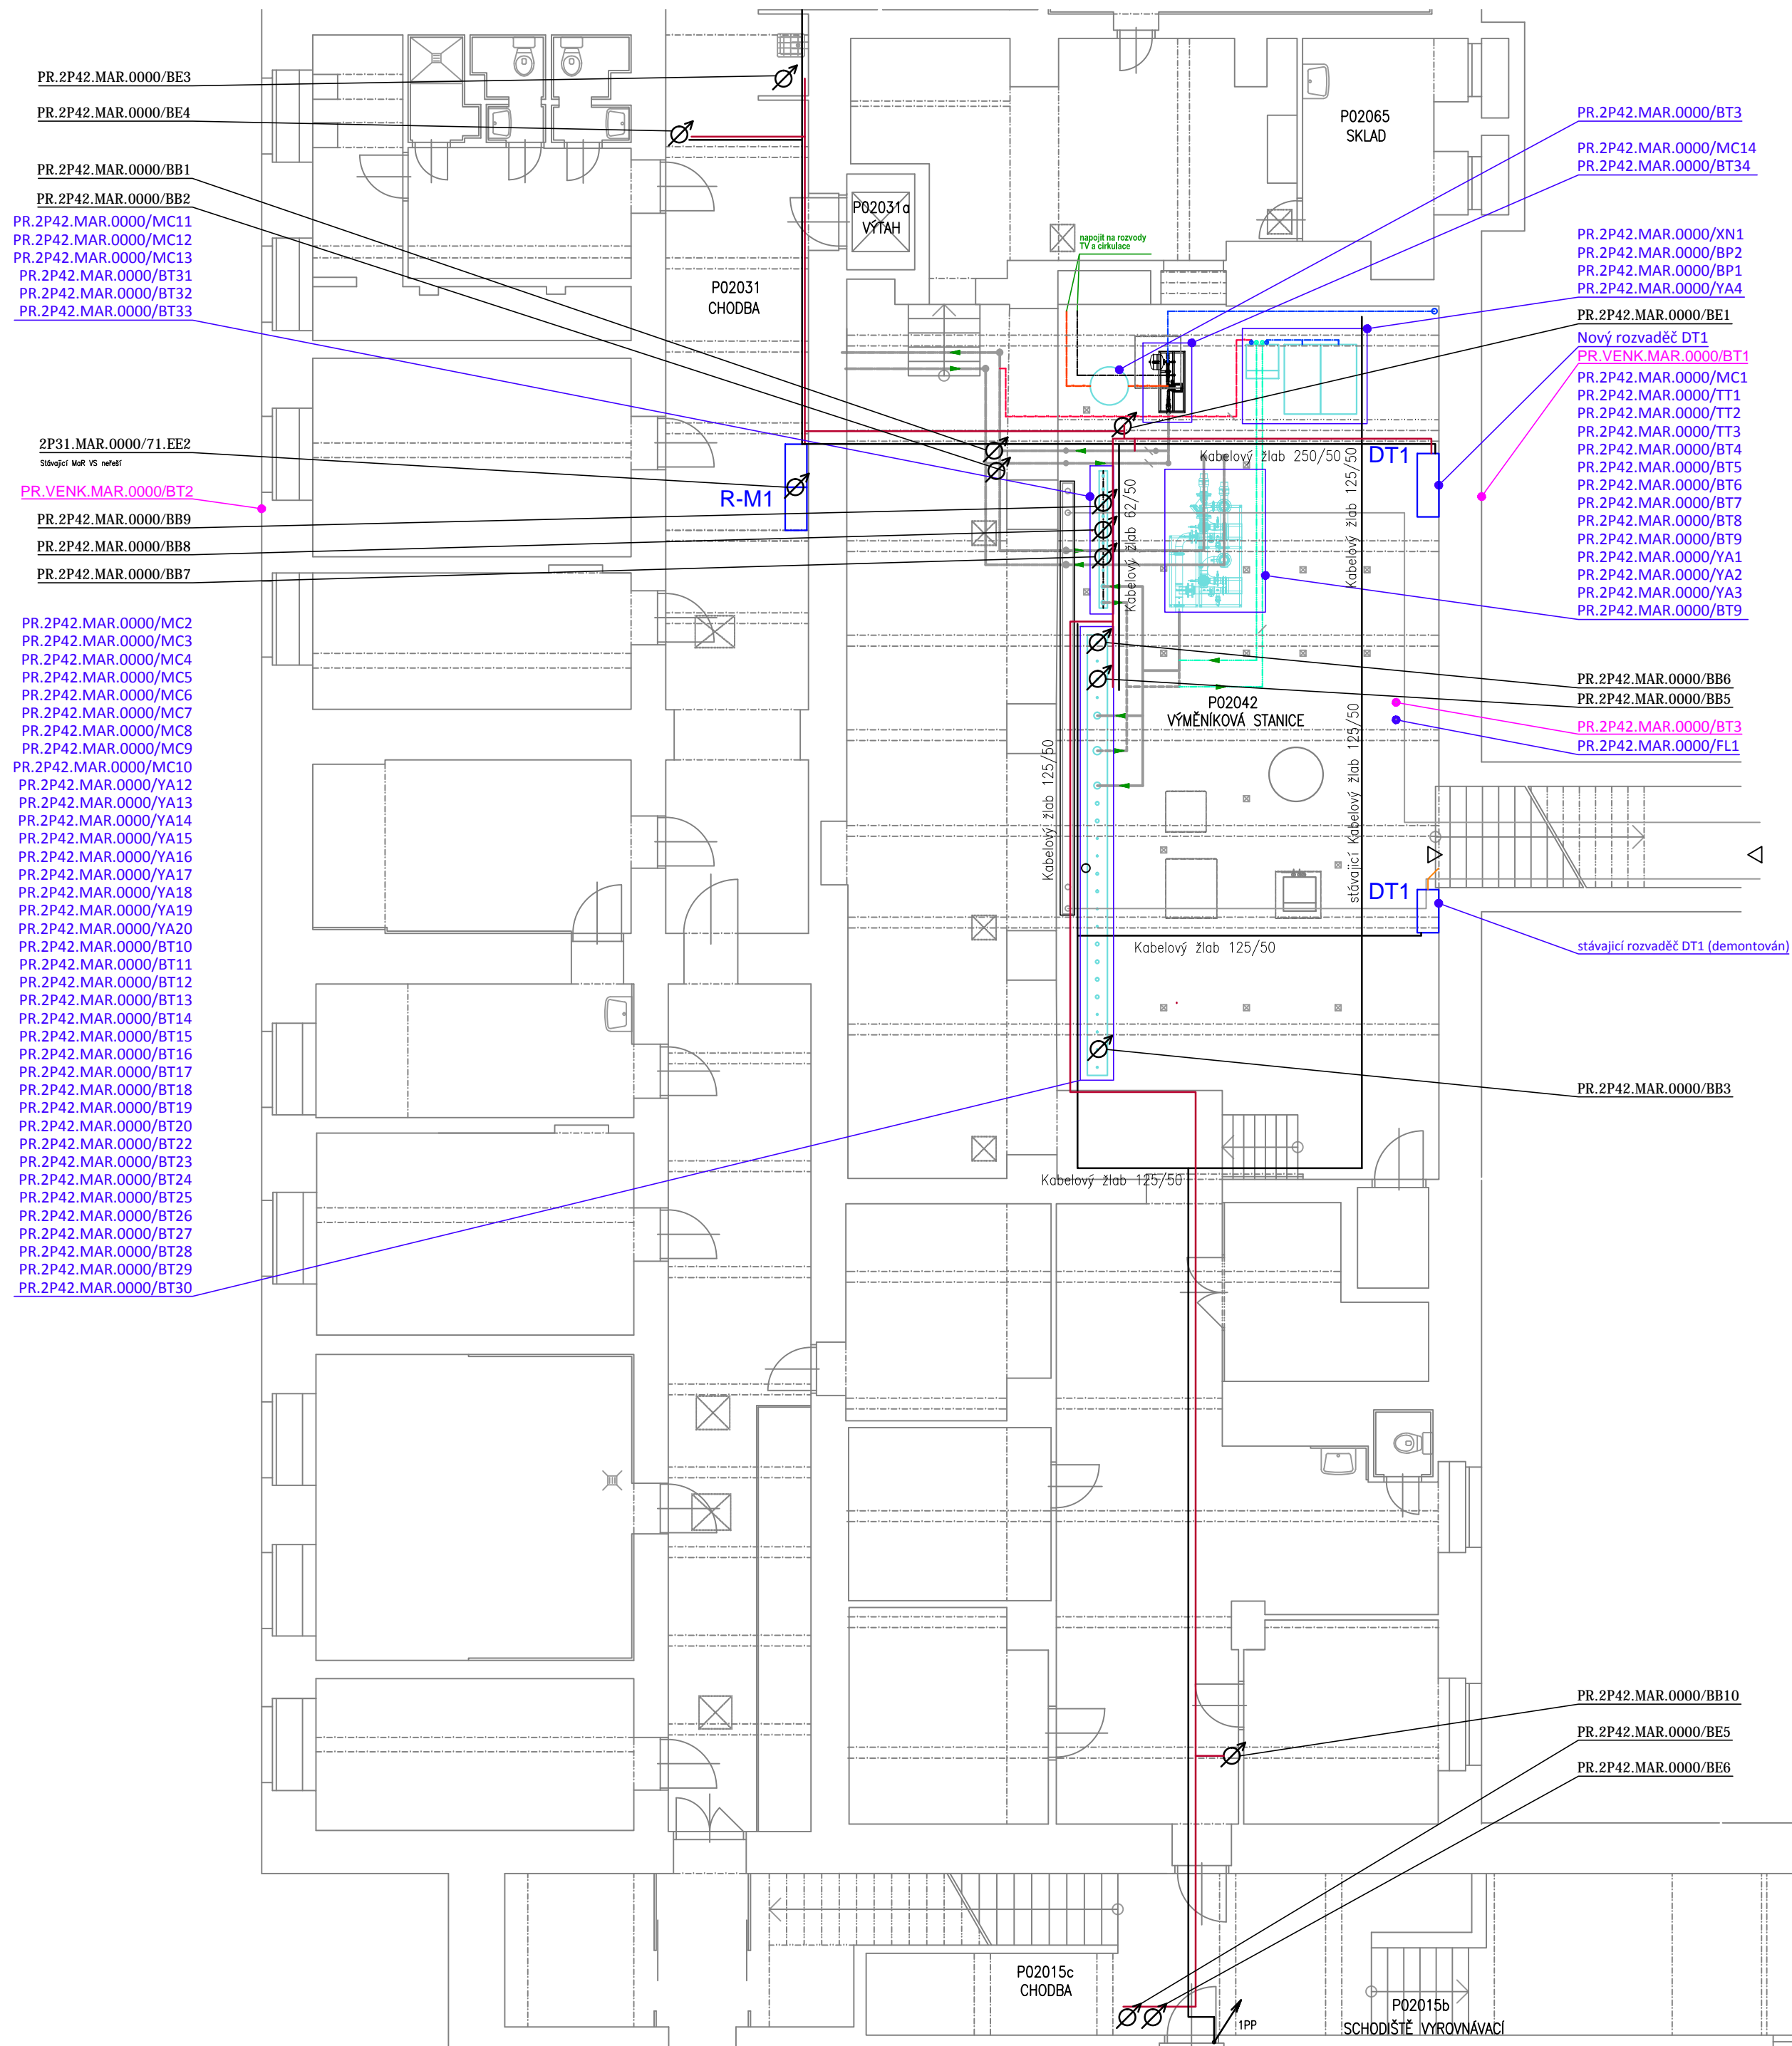 PR.2P42.MAR.0000/BE3
PR.2P42.MAR.0000/BE4
PR.2P42.MAR.0000/BB1
PR.2P42.MAR.0000/BB2
PR.2P42.MAR.0000/MC11
PR.2P42.MAR.0000/MC12
PR.2P42.MAR.0000/MC13
PR.2P42.MAR.0000/BT31
PR.2P42.MAR.0000/BT32
PR.2P42.MAR.0000/BT33
2P31.MAR.0000/71.EE2
Stávající MaR VS neřeší
PR.VENK.MAR.0000/BT2
PR.2P42.MAR.0000/BB9
PR.2P42.MAR.0000/BB8
PR.2P42.MAR.0000/BB7
PR.2P42.MAR.0000/MC2
PR.2P42.MAR.0000/MC3
PR.2P42.MAR.0000/MC4
PR.2P42.MAR.0000/MC5
PR.2P42.MAR.0000/MC6
PR.2P42.MAR.0000/MC7
PR.2P42.MAR.0000/MC8
PR.2P42.MAR.0000/MC9
PR.2P42.MAR.0000/MC10
PR.2P42.MAR.0000/YA12
PR.2P42.MAR.0000/YA13
PR.2P42.MAR.0000/YA14
PR.2P42.MAR.0000/YA15
PR.2P42.MAR.0000/YA16
PR.2P42.MAR.0000/YA17
PR.2P42.MAR.0000/YA18
PR.2P42.MAR.0000/YA19
PR.2P42.MAR.0000/YA20
PR.2P42.MAR.0000/BT10
PR.2P42.MAR.0000/BT11
PR.2P42.MAR.0000/BT12
PR.2P42.MAR.0000/BT13
PR.2P42.MAR.0000/BT14
PR.2P42.MAR.0000/BT15
PR.2P42.MAR.0000/BT16
PR.2P42.MAR.0000/BT17
PR.2P42.MAR.0000/BT18
PR.2P42.MAR.0000/BT19
PR.2P42.MAR.0000/BT20
PR.2P42.MAR.0000/BT22
PR.2P42.MAR.0000/BT23
PR.2P42.MAR.0000/BT24
PR.2P42.MAR.0000/BT25
PR.2P42.MAR.0000/BT26
PR.2P42.MAR.0000/BT27
PR.2P42.MAR.0000/BT28
PR.2P42.MAR.0000/BT29
PR.2P42.MAR.0000/BT30
P02031
CHODBA
P02031a
VÝTAH
R-M1
napojit na rozvody
TV a cirkulace
P02065
SKLAD
Kabelový žlab 250/50
Kabelový žlab 62/50
Kabelový žlab 125/50
DT1
P02042
VÝMĚNÍKOVÁ STANICE
Kabelový žlab 125/50
stávající Kabelový žlab 125/50
DT1
Kabelový žlab 125/50
Kabelový žlab 125/50
P02015c
CHODBA
1PP
P02015b
SCHODIŠTĚ VYROVNÁVACÍ
PR.2P42.MAR.0000/BT3
PR.2P42.MAR.0000/MC14
PR.2P42.MAR.0000/BT34
PR.2P42.MAR.0000/XN1
PR.2P42.MAR.0000/BP2
PR.2P42.MAR.0000/BP1
PR.2P42.MAR.0000/YA4
PR.2P42.MAR.0000/BE1
Nový rozvaděč DT1
PR.VENK.MAR.0000/BT1
PR.2P42.MAR.0000/MC1
PR.2P42.MAR.0000/TT1
PR.2P42.MAR.0000/TT2
PR.2P42.MAR.0000/TT3
PR.2P42.MAR.0000/BT4
PR.2P42.MAR.0000/BT5
PR.2P42.MAR.0000/BT6
PR.2P42.MAR.0000/BT7
PR.2P42.MAR.0000/BT8
PR.2P42.MAR.0000/BT9
PR.2P42.MAR.0000/YA1
PR.2P42.MAR.0000/YA2
PR.2P42.MAR.0000/YA3
PR.2P42.MAR.0000/BT9
PR.2P42.MAR.0000/BB6
PR.2P42.MAR.0000/BB5
PR.2P42.MAR.0000/BT3
PR.2P42.MAR.0000/FL1
stávajicí rozvaděč DT1 (demontován)
PR.2P42.MAR.0000/BB3
PR.2P42.MAR.0000/BB10
PR.2P42.MAR.0000/BE5
PR.2P42.MAR.0000/BE6